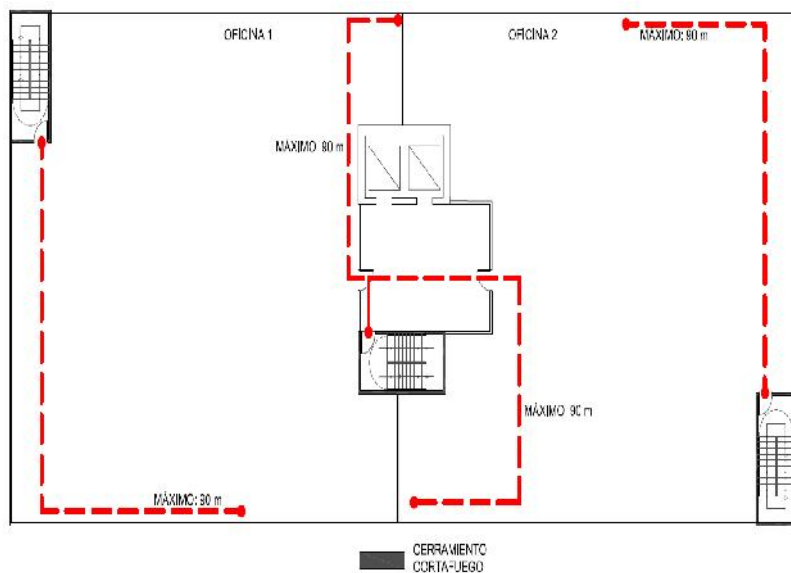 OFICINA 1
OFICINA 2
MÁXIMO: 90 m
MÁXIMO 90 m
MÁXIMO 90 m
MÁXIMO: 90 m
CERRAMIENTO
CORTAFUEGO